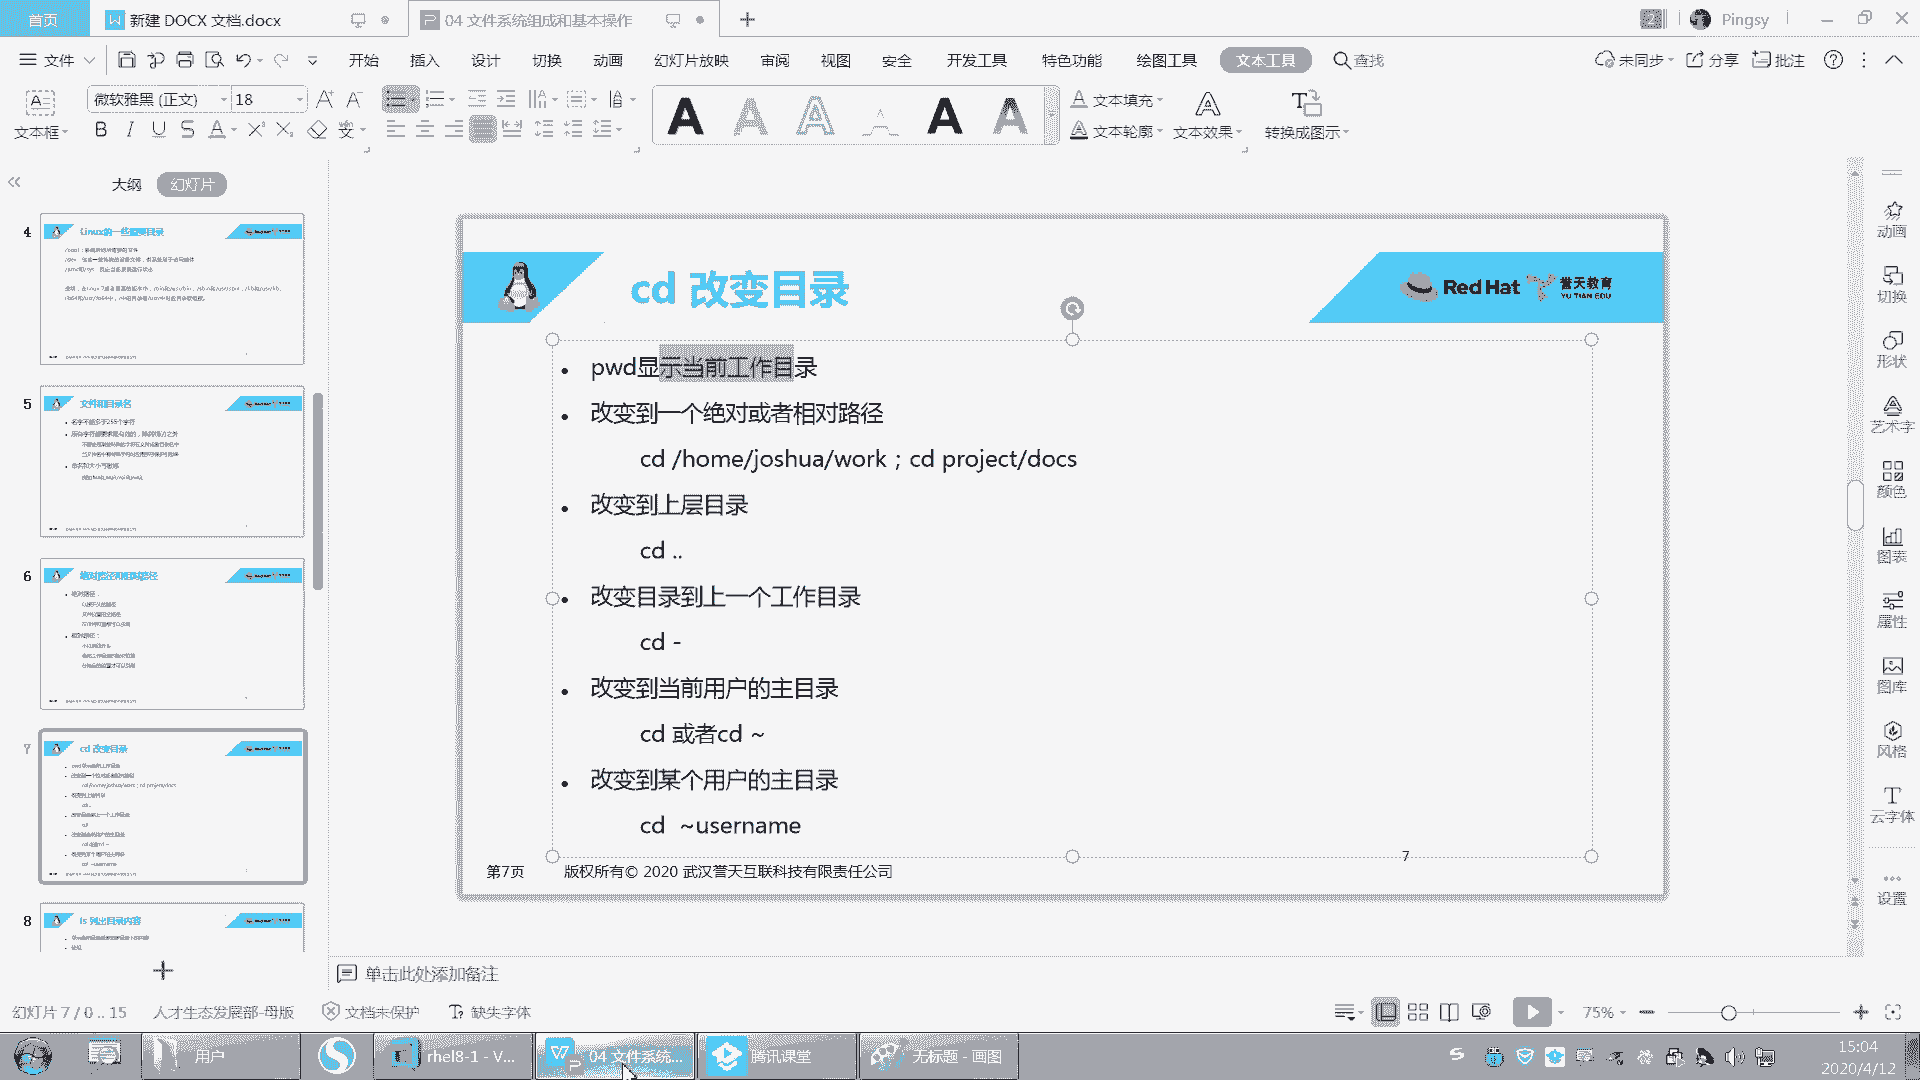 首页
新建 DOCX 文档.docx
04 文件系统组成和基本操作
Pingsy
文件
开始 插入 设计 切换 动画 幻灯片放映 审阅 视图 安全 开发工具 特色功能 绘图工具 文本工具 查找
未同步 分享 批注
文本框
微软雅黑 (正文) 18
文本填充
文本轮廓
文本效果
转换成图示
大纲 幻灯片
4
5
文件和目录名
6
绝对路径和相对路径
7
cd 改变目录
8
ls 列出目录内容
cd 改变目录
Red Hat
誉天教育
YU TIAN EDU
• pwd显示当前工作目录
• 改变到一个绝对或者相对路径
cd /home/joshua/work；cd project/docs
• 改变到上层目录
cd ..
• 改变目录到上一个工作目录
cd -
• 改变到当前用户的主目录
cd 或者cd ~
• 改变到某个用户的主目录
cd ~username
第7页 版权所有© 2020 武汉誉天互联科技有限责任公司
7
动画
切换
形状
艺术字
颜色
图表
属性
图库
风格
云字体
设置
单击此处添加备注
幻灯片 7 / 0 .. 15 人才生态发展部-母版 文档未保护 缺失字体
75%
用户
rhel8-1 - V...
04 文件系统...
腾讯课堂
无标题 - 画图
15:04
2020/4/12